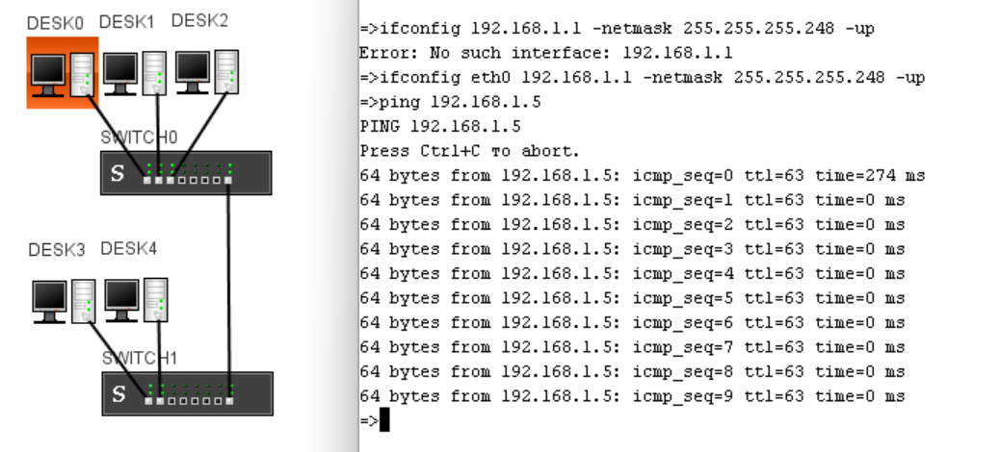 DESK0 DESK1 DESK2
SWITCH0
S
DESK3 DESK4
SWITCH1
S
=>ifconfig 192.168.1.1 -netmask 255.255.255.248 -up
Error: No such interface: 192.168.1.1
=>ifconfig eth0 192.168.1.1 -netmask 255.255.255.248 -up
=>ping 192.168.1.5
PING 192.168.1.5
Press Ctrl+C то abort.
64 bytes from 192.168.1.5: icmp_seq=0 ttl=63 time=274 ms
64 bytes from 192.168.1.5: icmp_seq=1 ttl=63 time=0 ms
64 bytes from 192.168.1.5: icmp_seq=2 ttl=63 time=0 ms
64 bytes from 192.168.1.5: icmp_seq=3 ttl=63 time=0 ms
64 bytes from 192.168.1.5: icmp_seq=4 ttl=63 time=0 ms
64 bytes from 192.168.1.5: icmp_seq=5 ttl=63 time=0 ms
64 bytes from 192.168.1.5: icmp_seq=6 ttl=63 time=0 ms
64 bytes from 192.168.1.5: icmp_seq=7 ttl=63 time=0 ms
64 bytes from 192.168.1.5: icmp_seq=8 ttl=63 time=0 ms
64 bytes from 192.168.1.5: icmp_seq=9 ttl=63 time=0 ms
=>